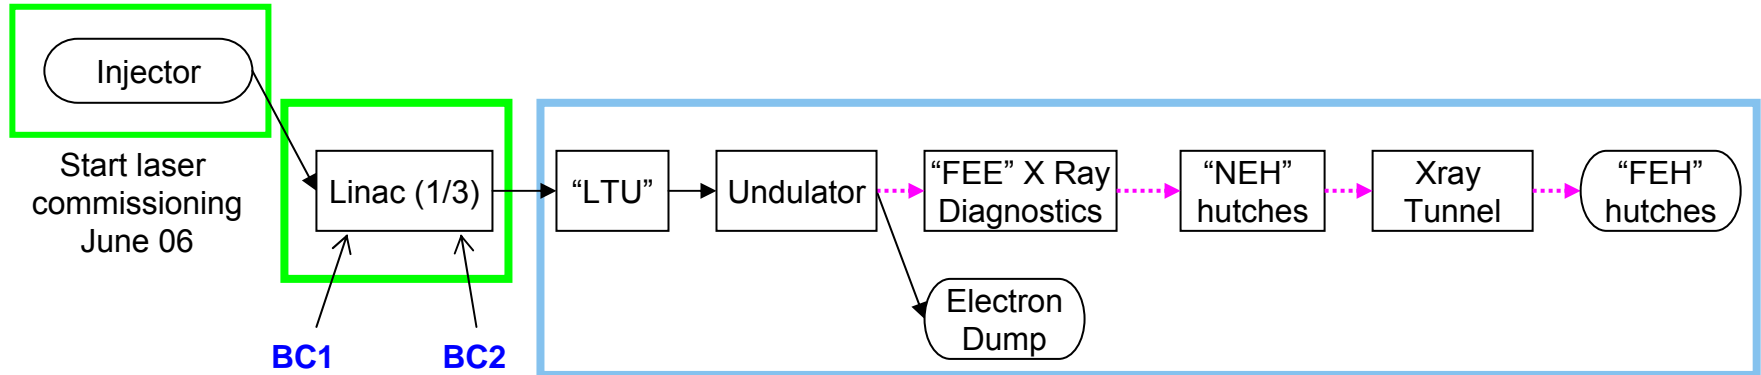 Injector
Start laser
commissioning
June 06
Linac (1/3)
BC1
BC2
“LTU”
Undulator
“FEE” X Ray
Diagnostics
“NEH”
hutches
Xray
Tunnel
“FEH”
hutches
Electron
Dump